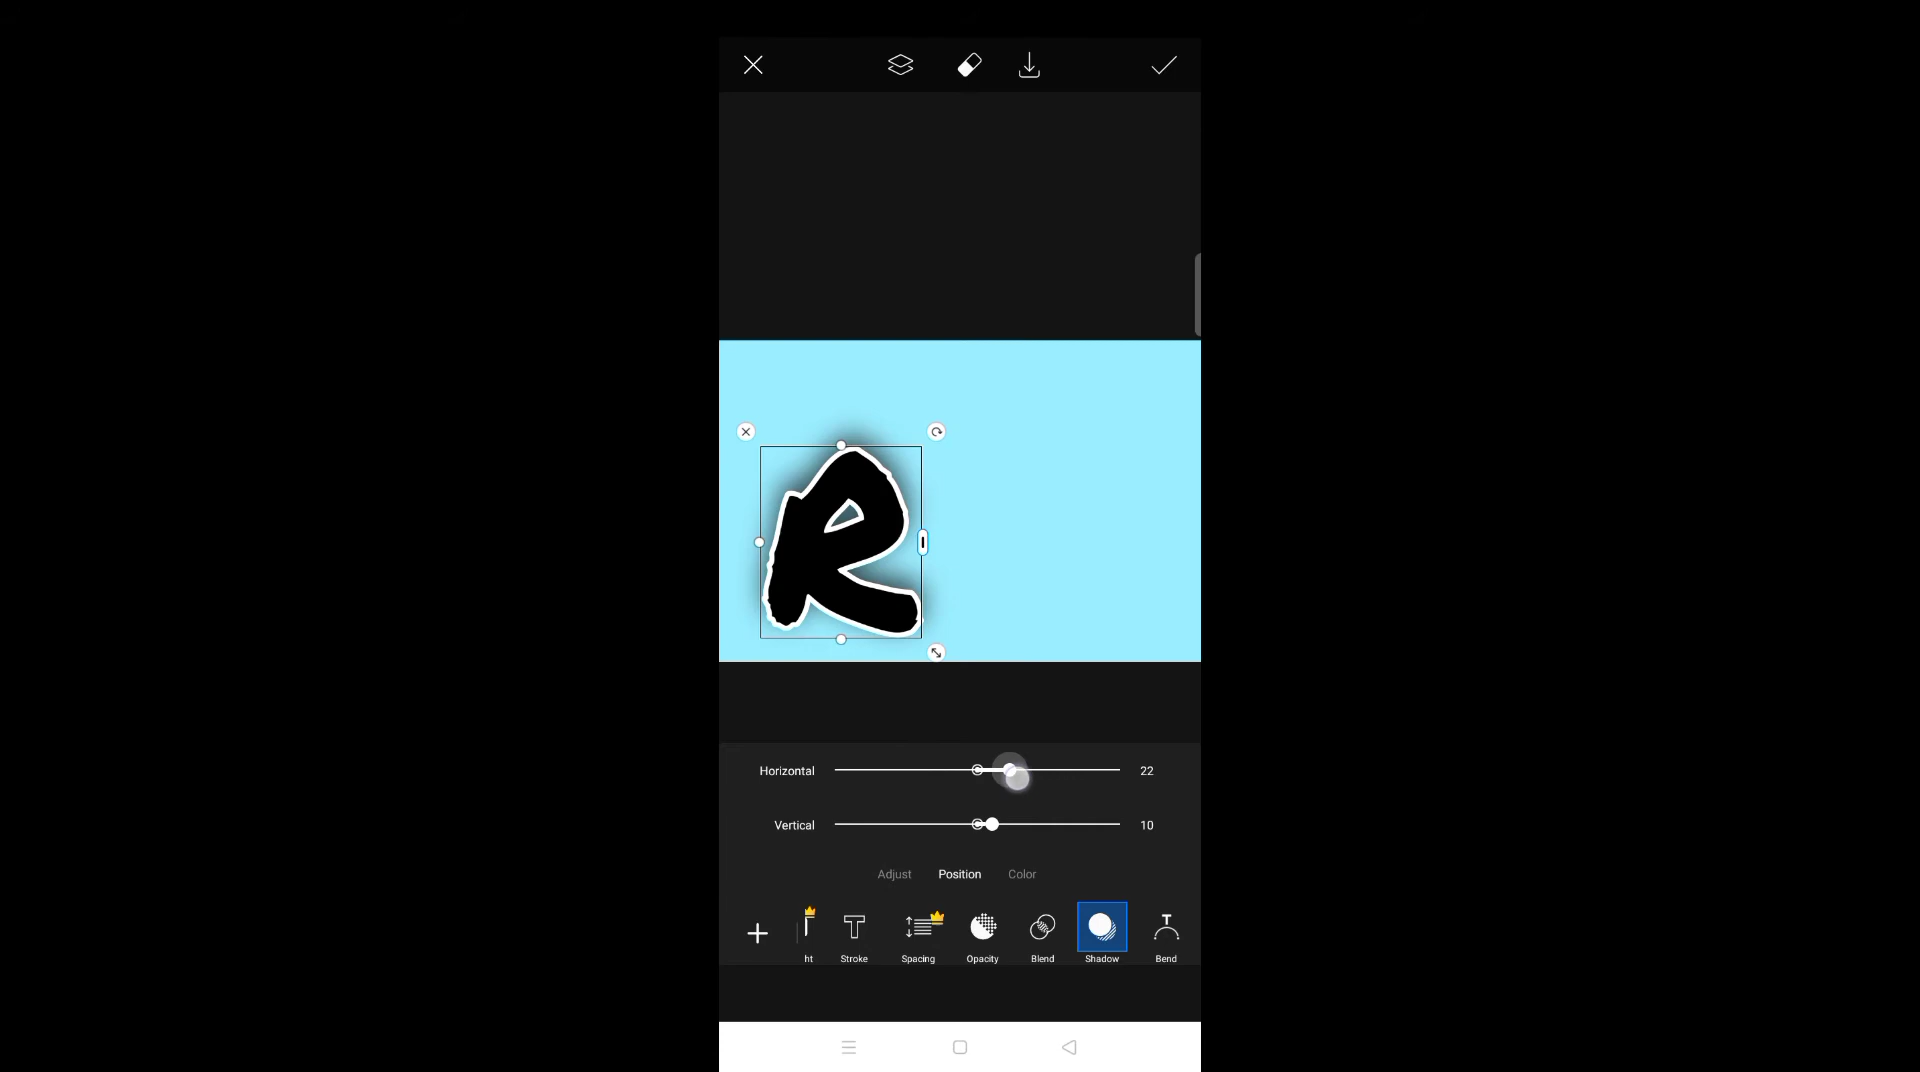 R
Horizontal 22
Vertical 10
Adjust Position Color
ht Stroke Spacing Opacity Blend Shadow Bend